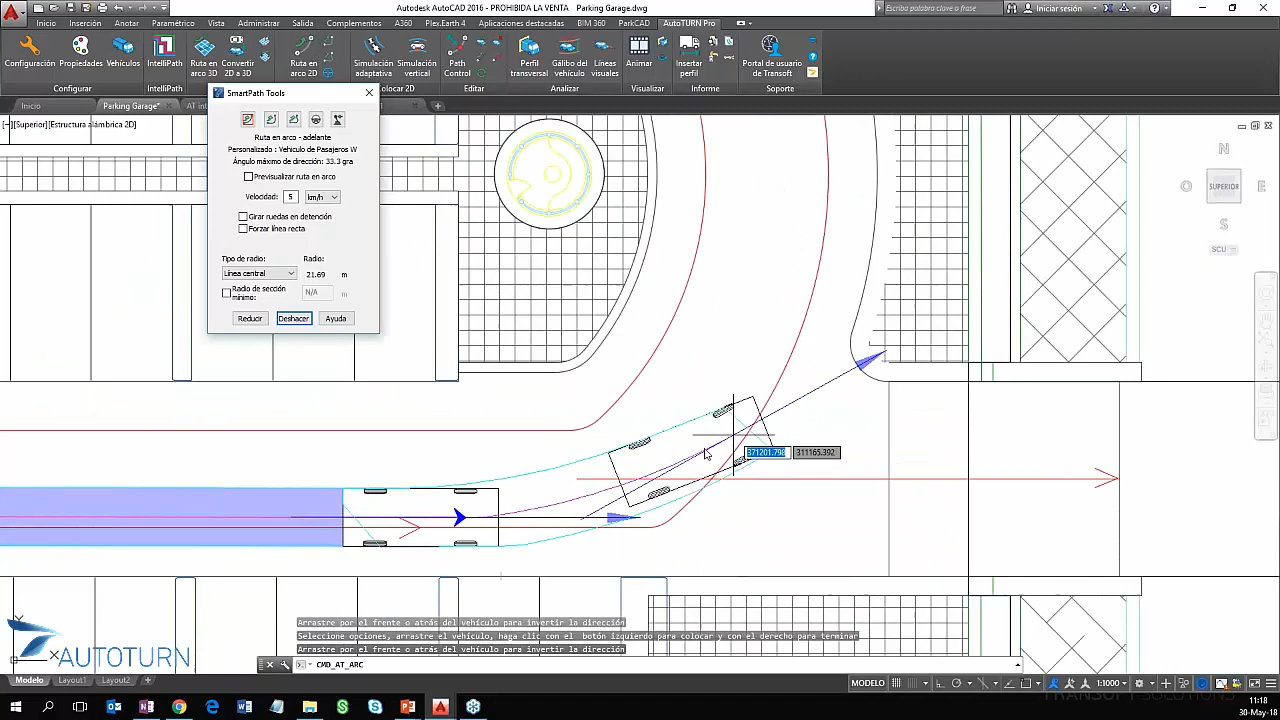 Autodesk AutoCAD 2016 - PROHIBIDA LA VENTA Parking Garage.dwg
Escriba palabra clave o frase
Iniciar sesión
Inicio Inserción Anotar Paramétrico Vista Administrar Salida Complementos A360 Plex.Earth 4 Aplicaciones destacadas BIM 360 ParkCAD AutoTURN Pro
Configuración Propiedades Vehículos IntelliPath Ruta en arco 3D Convertir 2D a 3D Ruta en arco 2D Simulación adaptativa Simulación vertical Path Control Perfil transversal Gálibo del vehículo Líneas visuales Animar Insertar perfil Portal de usuario de Transoft
Configurar Colocar 2D Editar Analizar Visualizar Informe Soporte
Inicio Parking Garage* AT int
[−][Superior][Estructura alámbrica 2D]
SmartPath Tools
Ruta en arco - adelante
Personalizado : Vehiculo de Pasajeros W
Ángulo máximo de dirección: 33.3 gra
Previsualizar ruta en arco
Velocidad: 5 km/h
Girar ruedas en detención
Forzar línea recta
Tipo de radio: Radio:
Línea central 21.69 m
Radio de sección mínimo: N/A m
Reducir Deshacer Ayuda
N
O SUPERIOR E
S
SCU
371201.798 311165.392
Arrastre por el frente o atrás del vehículo para invertir la dirección
Seleccione opciones, arrastre el vehículo, haga clic con el botón izquierdo para colocar y con el derecho para terminar
Arrastre por el frente o atrás del vehículo para invertir la dirección
CMD_AT_ARC
X
AUTOTURN
Modelo Layout1 Layout2 +
MODELO 1:1000
TRANSOFT SOLUTIONS
11:18
30-May-18